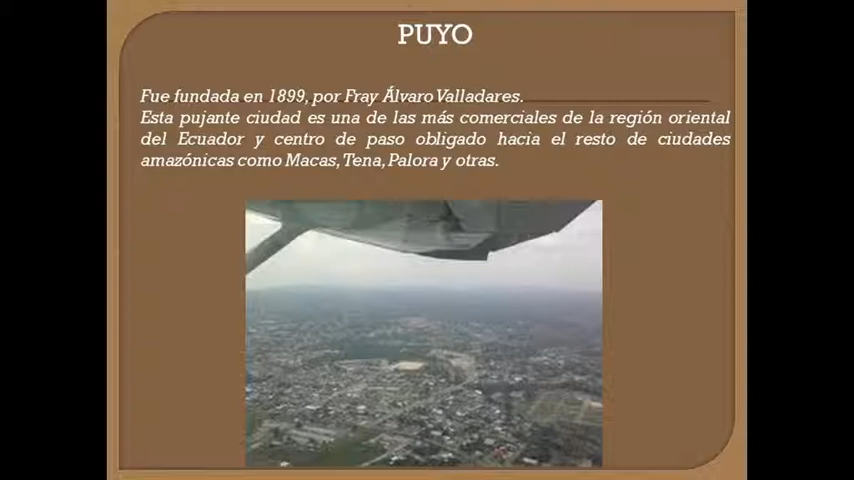 PUYO
Fue fundada en 1899, por Fray Álvaro Valladares.
Esta pujante ciudad es una de las más comerciales de la región oriental
del Ecuador y centro de paso obligado hacia el resto de ciudades
amazónicas como Macas, Tena, Palora y otras.